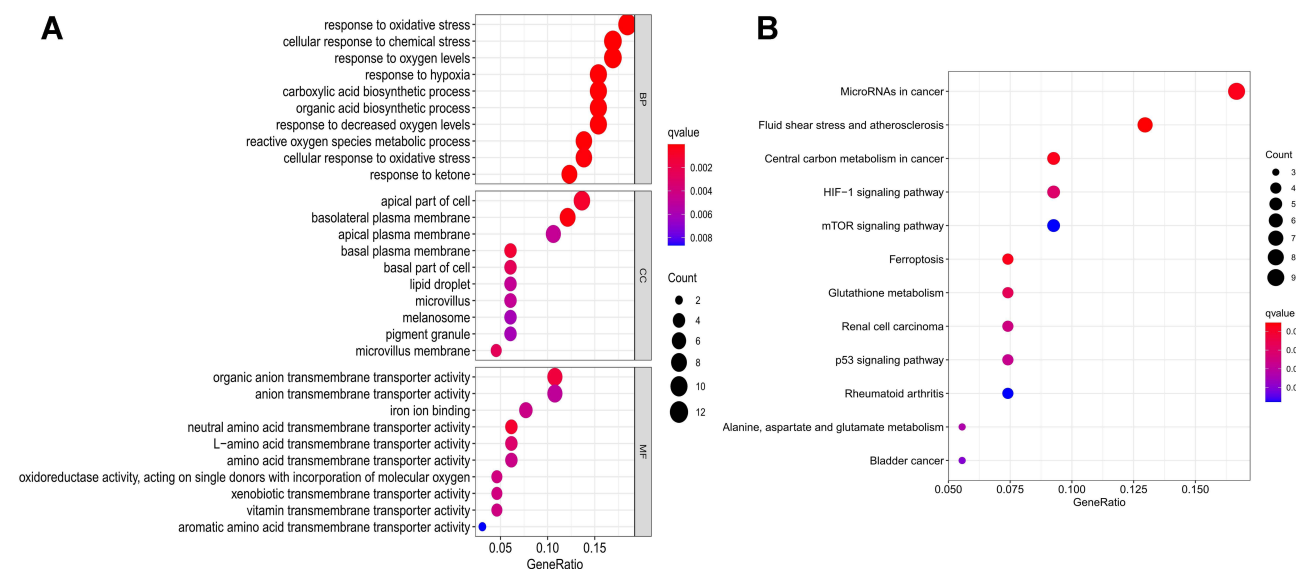 A
response to oxidative stress
cellular response to chemical stress
response to oxygen levels
response to hypoxia
carboxylic acid biosynthetic process
organic acid biosynthetic process
response to decreased oxygen levels
reactive oxygen species metabolic process
cellular response to oxidative stress
response to ketone
BP
apical part of cell
basolateral plasma membrane
apical plasma membrane
basal plasma membrane
basal part of cell
lipid droplet
microvillus
melanosome
pigment granule
microvillus membrane
CC
organic anion transmembrane transporter activity
anion transmembrane transporter activity
iron ion binding
neutral amino acid transmembrane transporter activity
L−amino acid transmembrane transporter activity
amino acid transmembrane transporter activity
oxidoreductase activity, acting on single donors with incorporation of molecular oxygen
xenobiotic transmembrane transporter activity
vitamin transmembrane transporter activity
aromatic amino acid transmembrane transporter activity
MF
0.05 0.10 0.15
GeneRatio
qvalue
0.002
0.004
0.006
0.008
Count
2
4
6
8
10
12
B
MicroRNAs in cancer
Fluid shear stress and atherosclerosis
Central carbon metabolism in cancer
HIF−1 signaling pathway
mTOR signaling pathway
Ferroptosis
Glutathione metabolism
Renal cell carcinoma
p53 signaling pathway
Rheumatoid arthritis
Alanine, aspartate and glutamate metabolism
Bladder cancer
0.050 0.075 0.100 0.125 0.150
GeneRatio
Count
3
4
5
6
7
8
9
qvalue
0.0
0.0
0.0
0.0